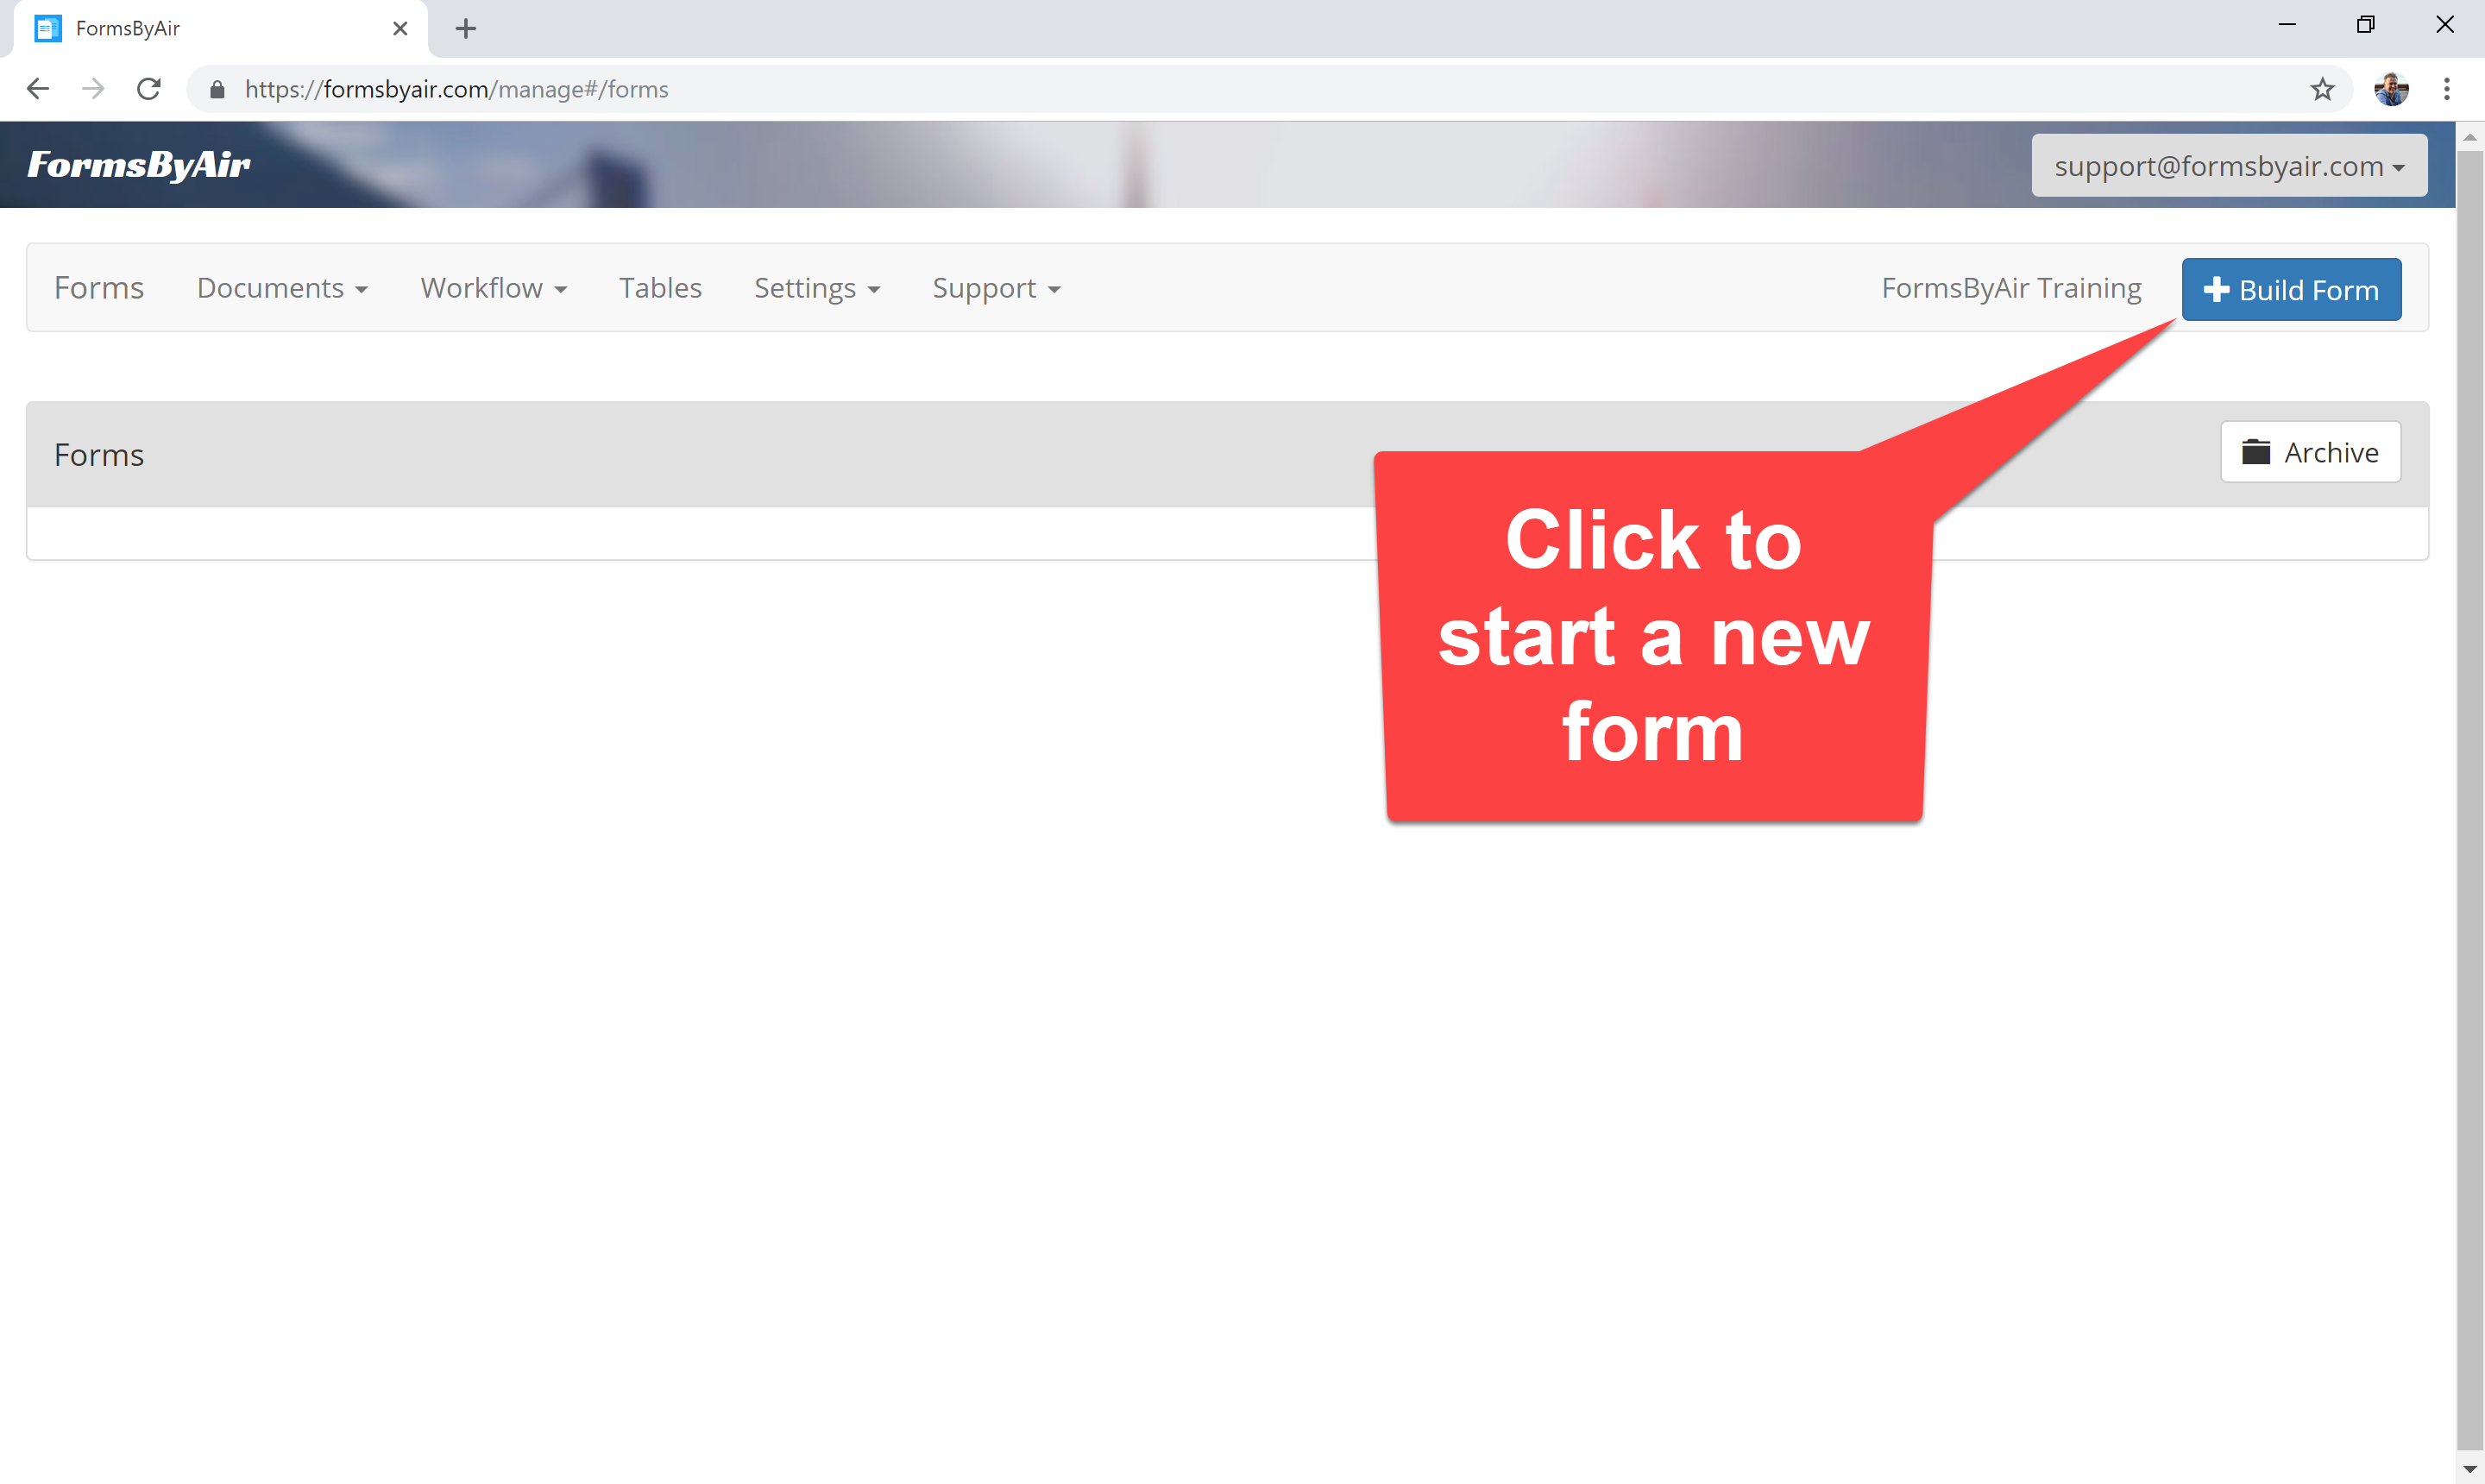 FormsByAir
https://formsbyair.com/manage#/forms
FormsByAir
support@formsbyair.com
Forms Documents Workflow Tables Settings Support FormsByAir Training Build Form
Forms Archive
Click to
start a new
form